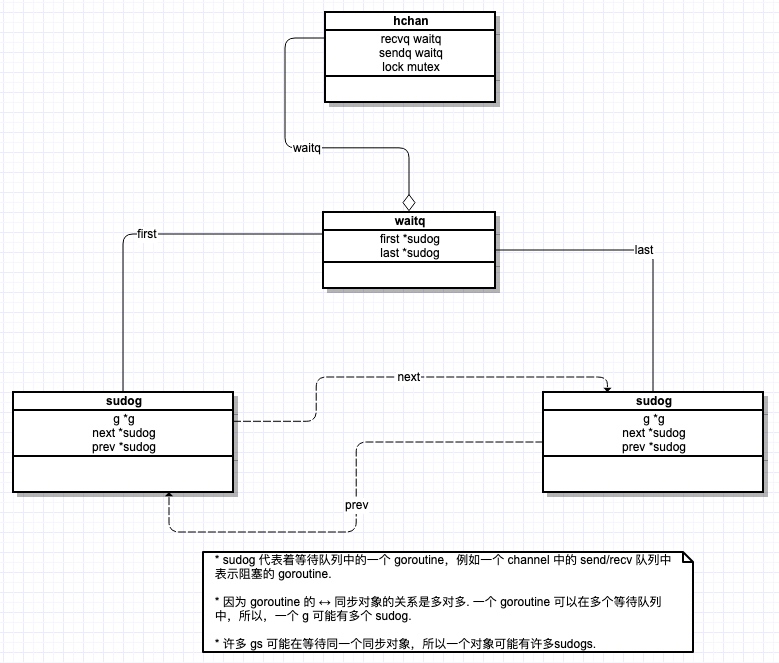 hchan
recvq waitq
sendq waitq
lock mutex
waitq
waitq
first *sudog
last *sudog
first
last
next
sudog
g *g
next *sudog
prev *sudog
sudog
g *g
next *sudog
prev *sudog
prev
* sudog 代表着等待队列中的一个 goroutine，例如一个 channel 中的 send/recv 队列中
表示阻塞的 goroutine.
* 因为 goroutine 的 ↔ 同步对象的关系是多对多. 一个 goroutine 可以在多个等待队列
中，所以，一个 g 可能有多个 sudog.
* 许多 gs 可能在等待同一个同步对象，所以一个对象可能有许多sudogs.